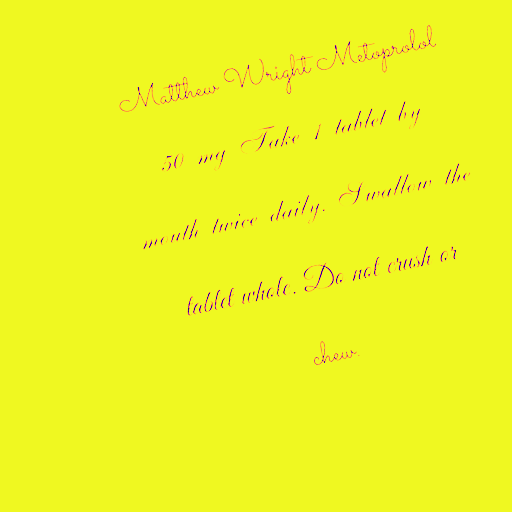 Matthew Wright Metoprolol
50 mg Take 1 tablet by
mouth twice daily. Swallow the
tablet whole. Do not crush or
chew.